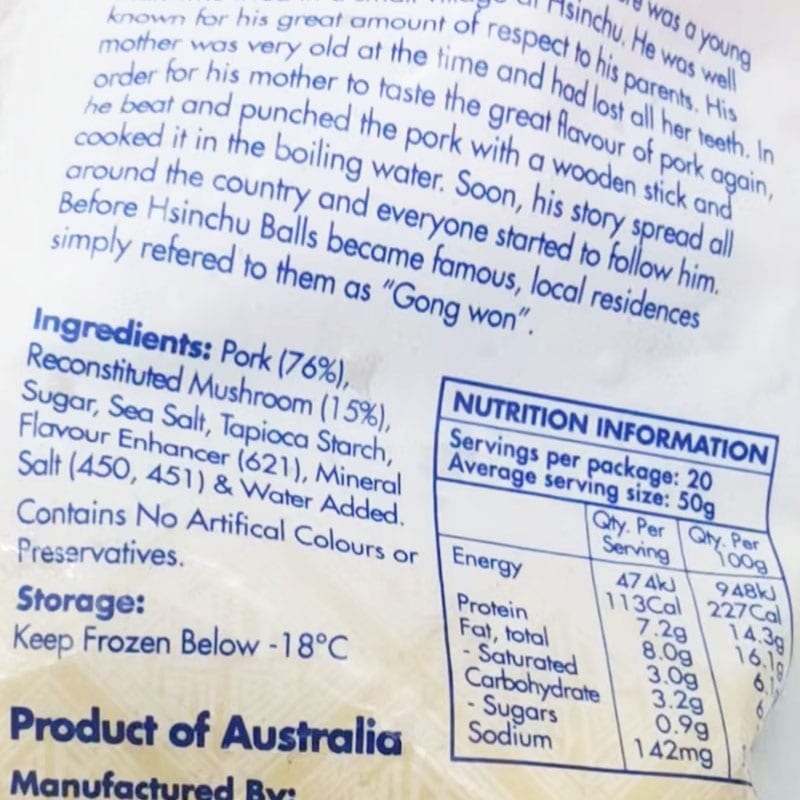 was a young
Hsinchu. He was well
known for his great amount of respect to his parents. His
mother was very old at the time and had lost all her teeth. In
order for his mother to taste the great flavour of pork again,
he beat and punched the pork with a wooden stick and
cooked it in the boiling water. Soon, his story spread all
around the country and everyone started to follow him.
Before Hsinchu Balls became famous, local residences
simply refered to them as "Gong won".
Ingredients: Pork (76%),
Reconstituted Mushroom (15%),
Sugar, Sea Salt, Tapioca Starch,
Flavour Enhancer (621), Mineral
Salt (450, 451) & Water Added.
Contains No Artifical Colours or
Preservatives.
Storage:
Keep Frozen Below -18°C
Product of Australia
Manufactured By:
NUTRITION INFORMATION
Servings per package: 20
Average serving size: 50g
Qty. Per Serving Qty. Per 100g
Energy 474kJ 948kJ
113Cal 227Cal
Protein 7.2g 14.3g
Fat, total 8.0g 16.1g
- Saturated 3.0g
Carbohydrate 3.2g
- Sugars 0.9g
Sodium 142mg